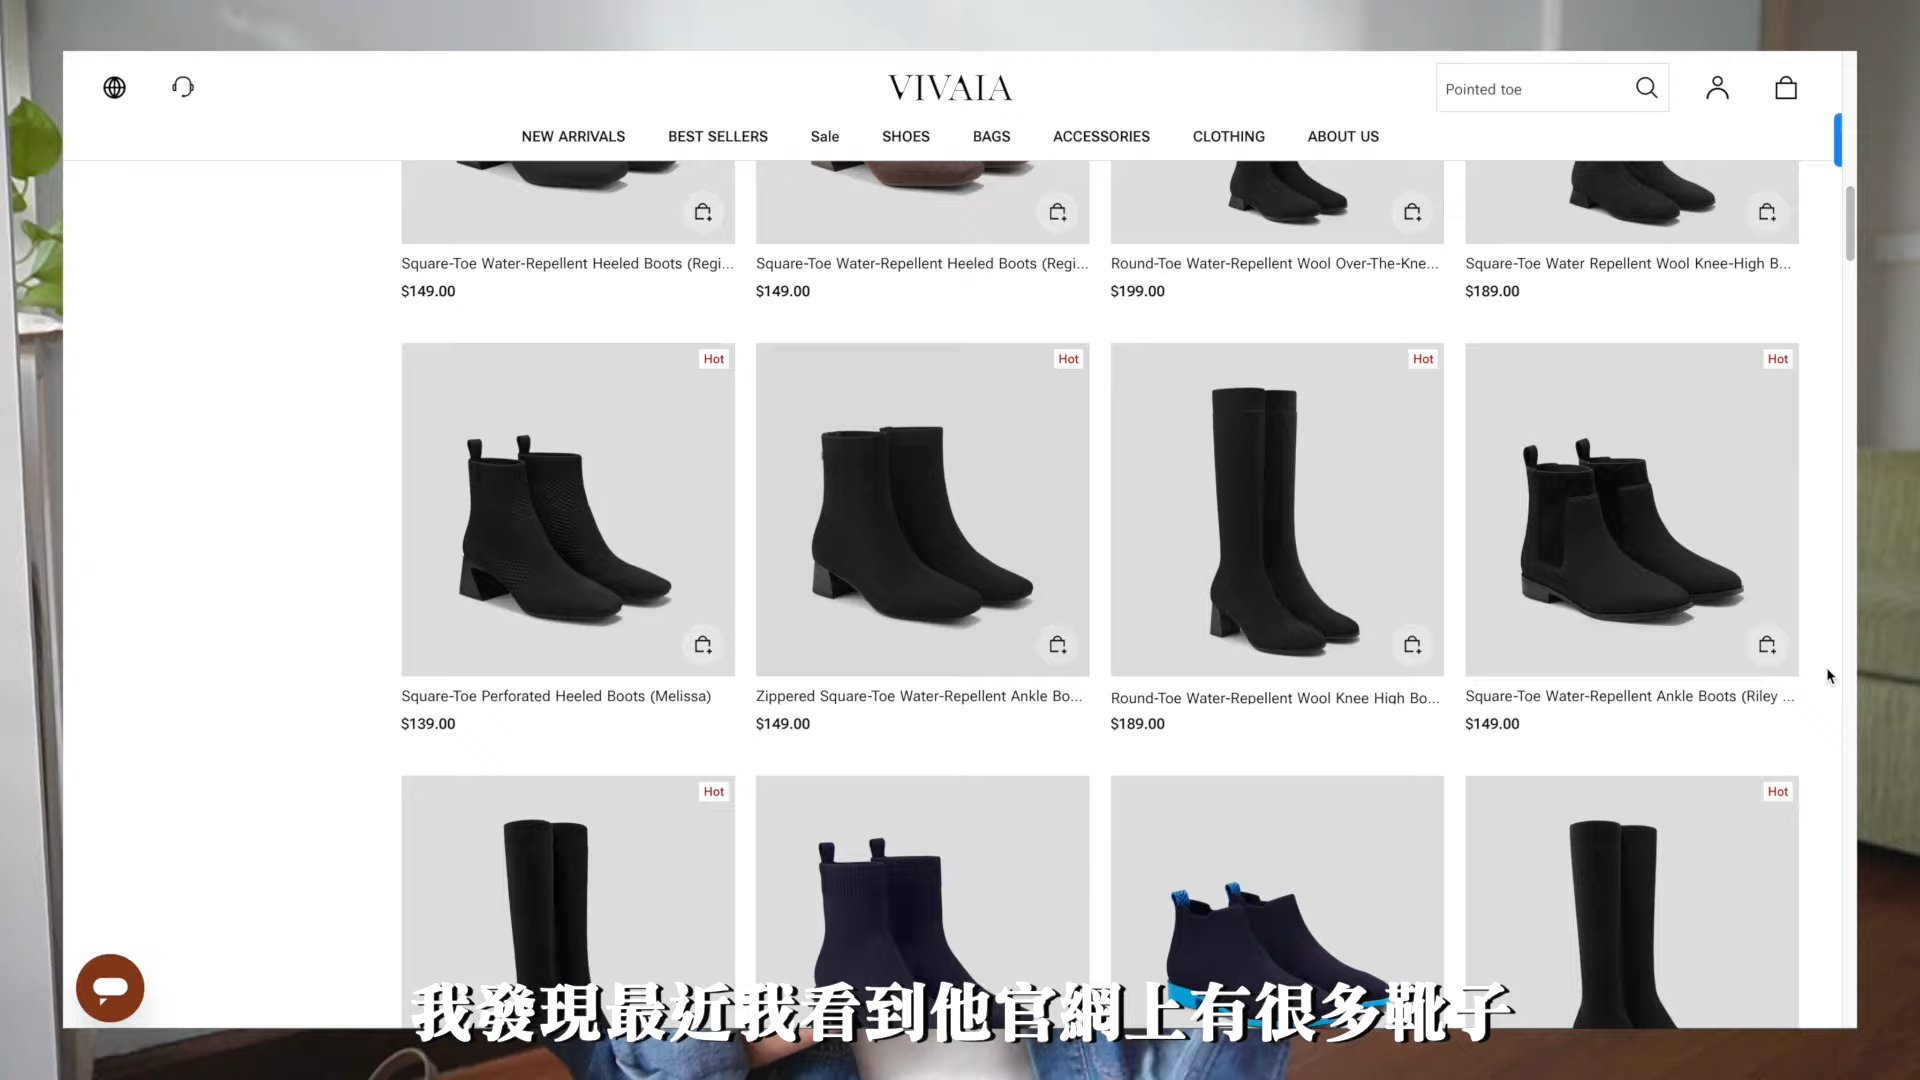 VIVAIA
Pointed toe
NEW ARRIVALS
BEST SELLERS
Sale
SHOES
BAGS
ACCESSORIES
CLOTHING
ABOUT US
Square-Toe Water-Repellent Heeled Boots (Regi...
$149.00
Square-Toe Water-Repellent Heeled Boots (Regi...
$149.00
Round-Toe Water-Repellent Wool Over-The-Kne...
$199.00
Square-Toe Water Repellent Wool Knee-High B...
$189.00
Hot
Square-Toe Perforated Heeled Boots (Melissa)
$139.00
Hot
Zippered Square-Toe Water-Repellent Ankle Bo...
$149.00
Hot
Round-Toe Water-Repellent Wool Knee High Bo...
$189.00
Hot
Square-Toe Water-Repellent Ankle Boots (Riley ...
$149.00
Hot
Hot
我發現最近我看到他官網上有很多靴子